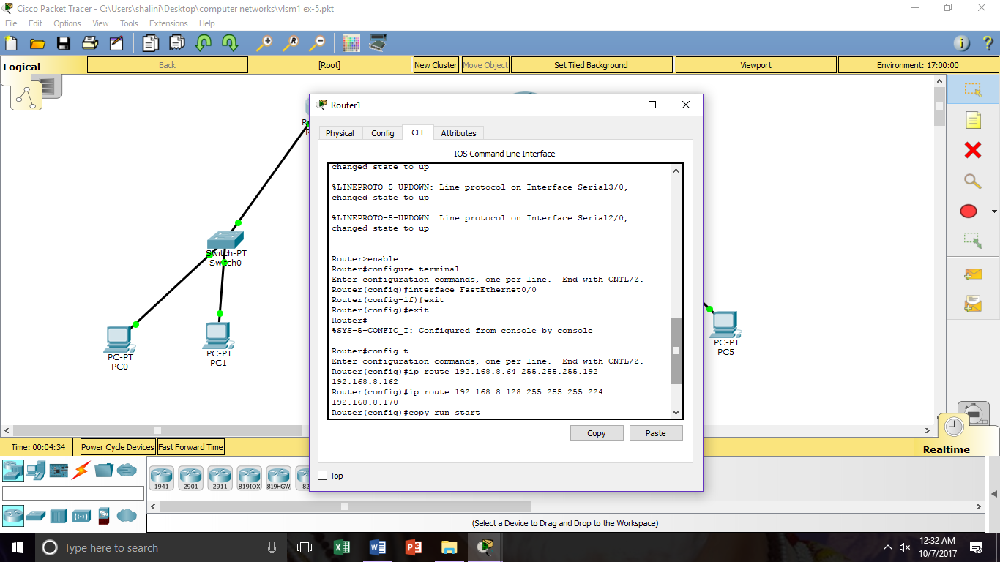 Cisco Packet Tracer - C:\Users\shalini\Desktop\computer networks\vlsm1 ex-5.pkt
File Edit Options View Tools Extensions Help
Logical
Back
[Root]
New Cluster
Move Object
Set Tiled Background
Viewport
Environment: 17:00:00
Router1
Physical Config CLI Attributes
IOS Command Line Interface
changed state to up
%LINEPROTO-5-UPDOWN: Line protocol on Interface Serial3/0,
changed state to up
%LINEPROTO-5-UPDOWN: Line protocol on Interface Serial2/0,
changed state to up
Router>enable
Router#configure terminal
Enter configuration commands, one per line.  End with CNTL/Z.
Router(config)#interface FastEthernet0/0
Router(config-if)#exit
Router(config)#exit
Router#
%SYS-5-CONFIG_I: Configured from console by console
Router#config t
Enter configuration commands, one per line.  End with CNTL/Z.
Router(config)#ip route 192.168.8.64 255.255.255.192
192.168.8.162
Router(config)#ip route 192.168.8.128 255.255.255.224
192.168.8.170
Router(config)#copy run start
Copy
Paste
Top
Switch-PT
Switch0
PC-PT
PC0
PC-PT
PC1
PC-PT
PC5
Time: 00:04:34
Power Cycle Devices
Fast Forward Time
Realtime
1941
2901
2911
819IOX
819HGW
(Select a Device to Drag and Drop to the Workspace)
Type here to search
12:32 AM
10/7/2017